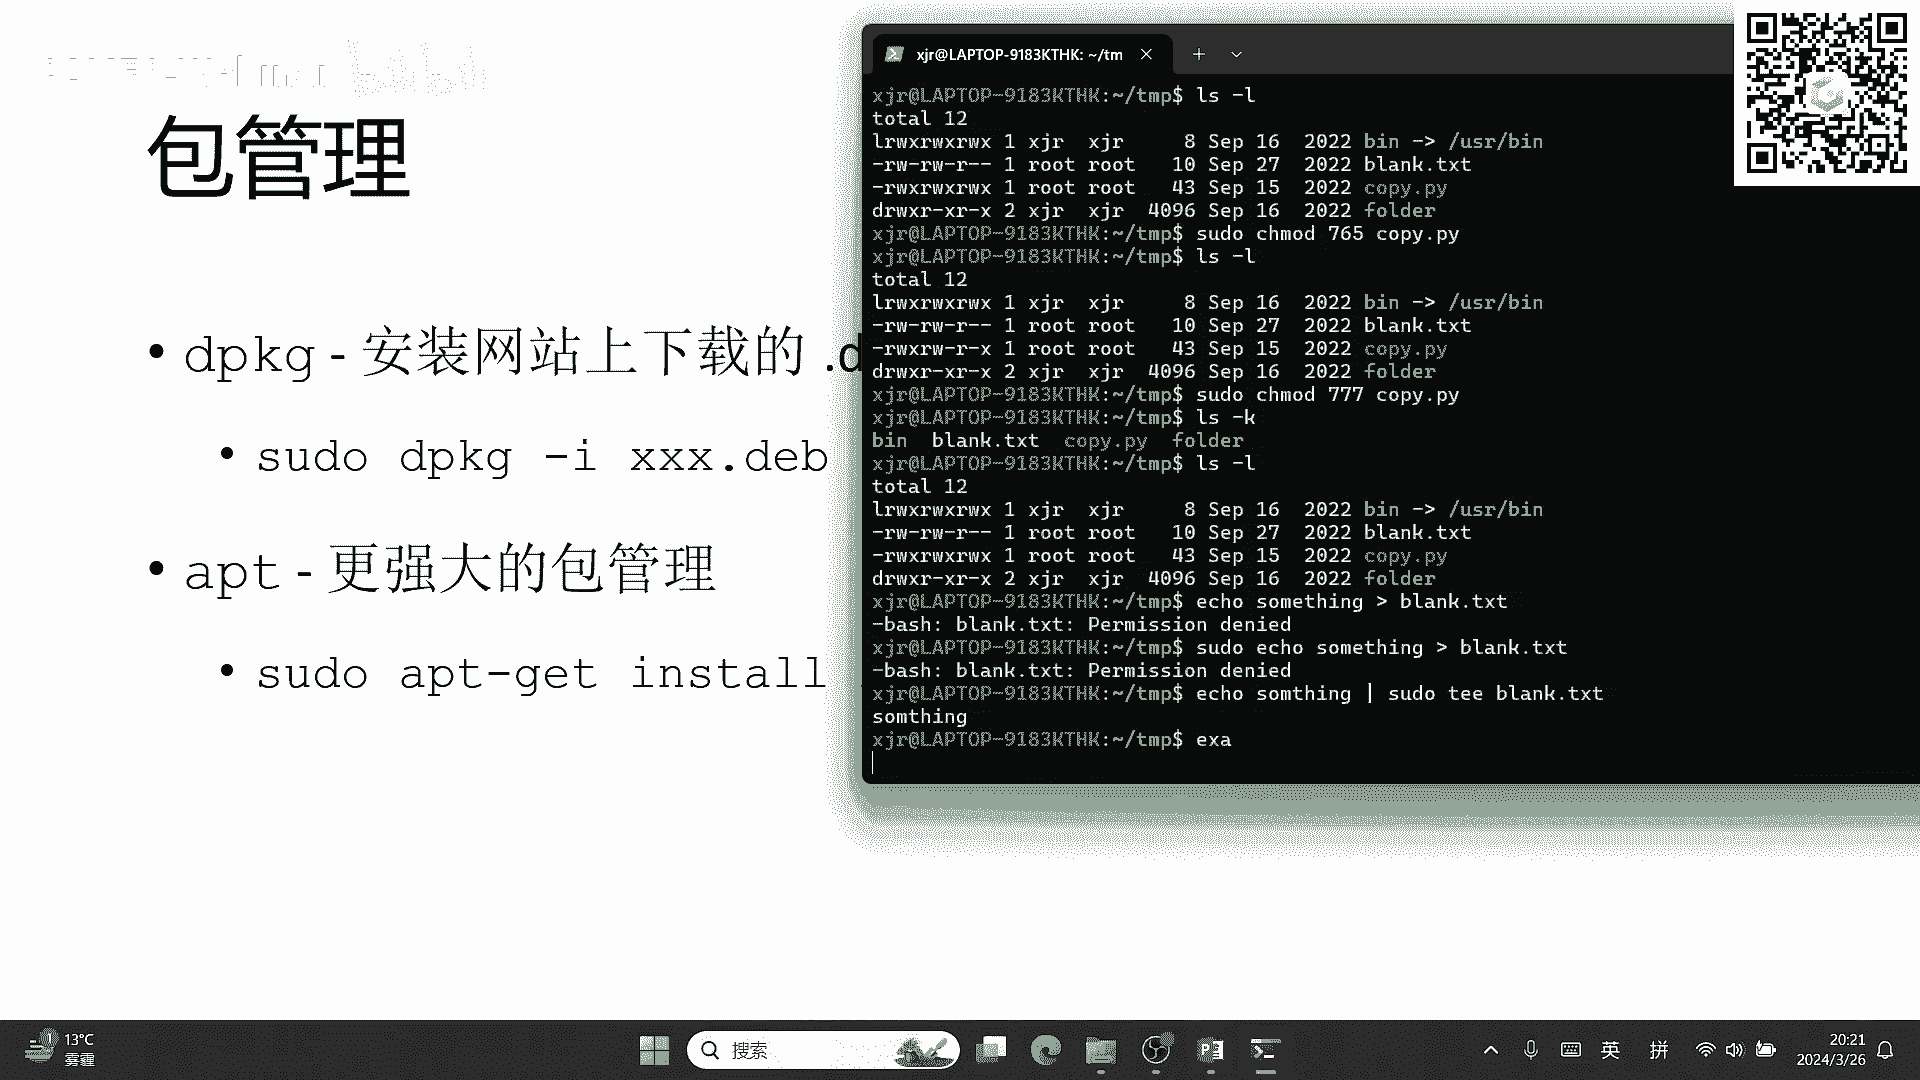 包管理
• dpkg - 安装网站上下载的 .d
• sudo dpkg -i xxx.deb
• apt - 更强大的包管理
• sudo apt-get install
xjr@LAPTOP-9183KTHK: ~/tm
xjr@LAPTOP-9183KTHK:~/tmp$ ls -l
total 12
lrwxrwxrwx 1 xjr  xjr     8 Sep 16  2022 bin -> /usr/bin
-rw-rw-r-- 1 root root   10 Sep 27  2022 blank.txt
-rwxrwxrwx 1 root root   43 Sep 15  2022 copy.py
drwxr-xr-x 2 xjr  xjr  4096 Sep 16  2022 folder
xjr@LAPTOP-9183KTHK:~/tmp$ sudo chmod 765 copy.py
xjr@LAPTOP-9183KTHK:~/tmp$ ls -l
total 12
lrwxrwxrwx 1 xjr  xjr     8 Sep 16  2022 bin -> /usr/bin
-rw-rw-r-- 1 root root   10 Sep 27  2022 blank.txt
-rwxrw-r-x 1 root root   43 Sep 15  2022 copy.py
drwxr-xr-x 2 xjr  xjr  4096 Sep 16  2022 folder
xjr@LAPTOP-9183KTHK:~/tmp$ sudo chmod 777 copy.py
xjr@LAPTOP-9183KTHK:~/tmp$ ls -k
bin  blank.txt  copy.py  folder
xjr@LAPTOP-9183KTHK:~/tmp$ ls -l
total 12
lrwxrwxrwx 1 xjr  xjr     8 Sep 16  2022 bin -> /usr/bin
-rw-rw-r-- 1 root root   10 Sep 27  2022 blank.txt
-rwxrwxrwx 1 root root   43 Sep 15  2022 copy.py
drwxr-xr-x 2 xjr  xjr  4096 Sep 16  2022 folder
xjr@LAPTOP-9183KTHK:~/tmp$ echo something > blank.txt
-bash: blank.txt: Permission denied
xjr@LAPTOP-9183KTHK:~/tmp$ sudo echo something > blank.txt
-bash: blank.txt: Permission denied
xjr@LAPTOP-9183KTHK:~/tmp$ echo somthing | sudo tee blank.txt
somthing
xjr@LAPTOP-9183KTHK:~/tmp$ exa
1
13°C
雾霾
搜索
英 拼
20:21
2024/3/26